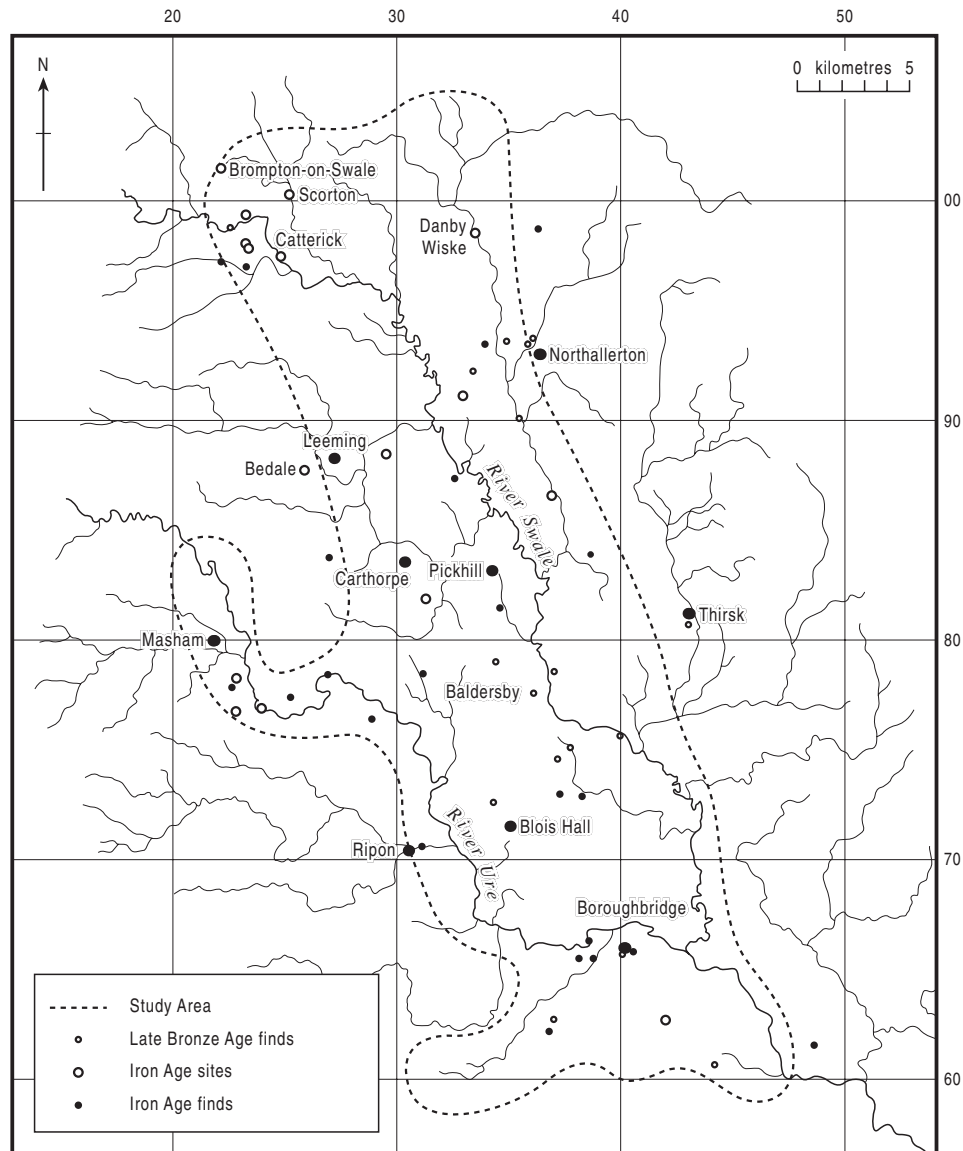 20 30 40 50
N
0 kilometres 5
Brompton-on-Swale
Scorton
00
Danby
Wiske
Catterick
Northallerton
90
Leeming
Bedale
River Swale
Carthorpe
Pickhill
Thirsk
Masham
80
Baldersby
River Ure
Blois Hall
Ripon
70
Boroughbridge
Study Area
Late Bronze Age finds
Iron Age sites
Iron Age finds
60